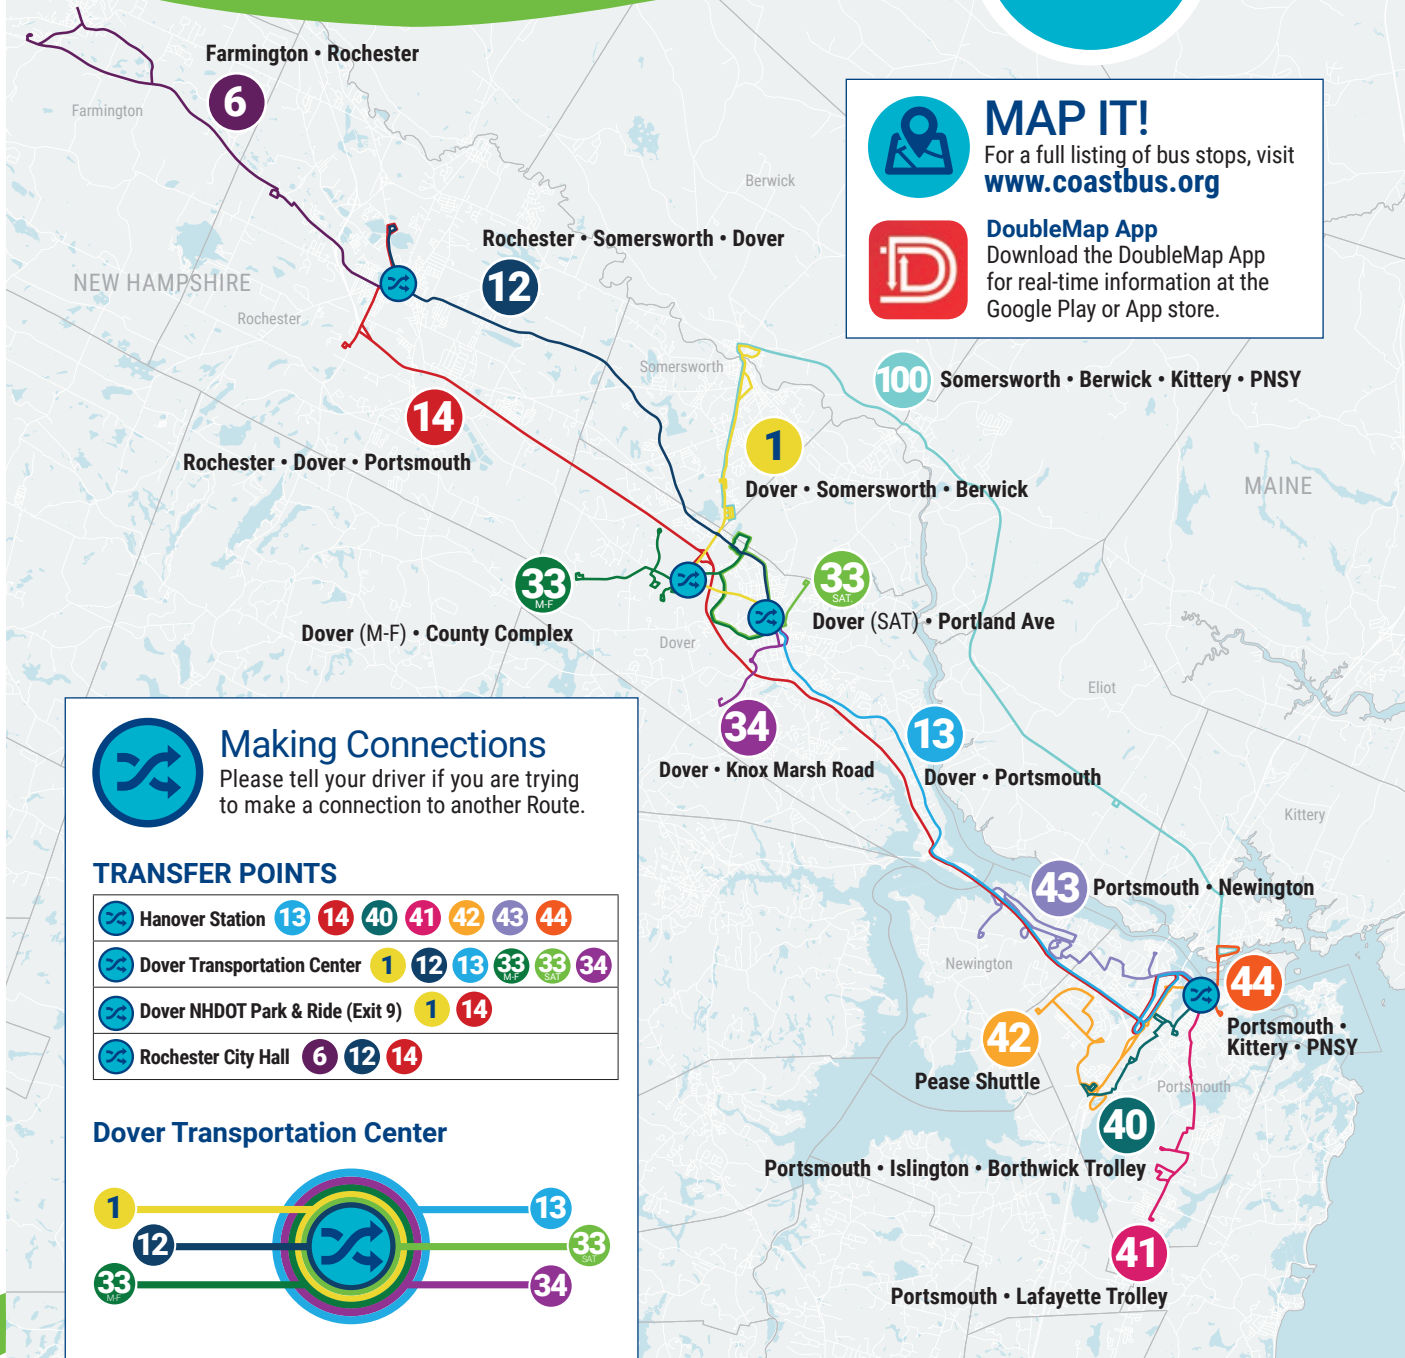 Farmington • Rochester
6
Farmington
MAP IT!
For a full listing of bus stops, visit
www.coastbus.org
DoubleMap App
Download the DoubleMap App
for real-time information at the
Google Play or App store.
Berwick
Rochester • Somersworth • Dover
12
NEW HAMPSHIRE
Rochester
Somersworth
100
Somersworth • Berwick • Kittery • PNSY
14
Rochester • Dover • Portsmouth
1
Dover • Somersworth • Berwick
MAINE
33
M-F
Dover (M-F) • County Complex
33
SAT.
Dover (SAT) • Portland Ave
Dover
Eliot
34
Dover • Knox Marsh Road
13
Dover • Portsmouth
Kittery
43
Portsmouth • Newington
Newington
44
Portsmouth •
Kittery • PNSY
42
Pease Shuttle
Portsmouth
40
Portsmouth • Islington • Borthwick Trolley
41
Portsmouth • Lafayette Trolley
Making Connections
Please tell your driver if you are trying
to make a connection to another Route.
TRANSFER POINTS
Hanover Station 13 14 40 41 42 43 44
Dover Transportation Center 1 12 13 33 M-F 33 SAT 34
Dover NHDOT Park & Ride (Exit 9) 1 14
Rochester City Hall 6 12 14
Dover Transportation Center
1
13
12
33
SAT
33
M-F
34